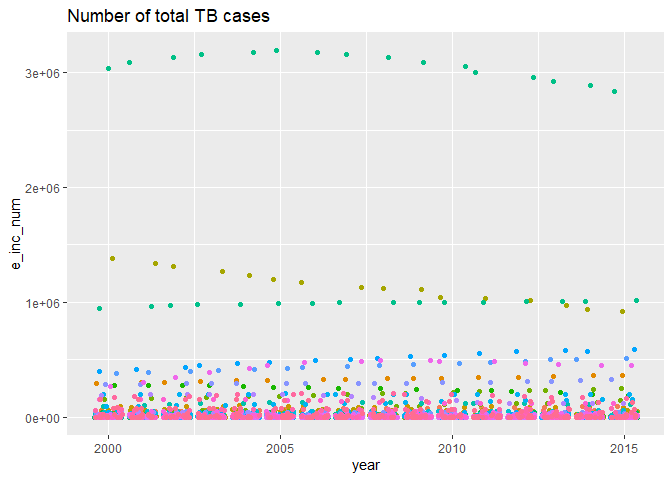 Number of total TB cases
3e+06
2e+06
1e+06
0e+00
e_inc_num
2000
2005
2010
2015
year